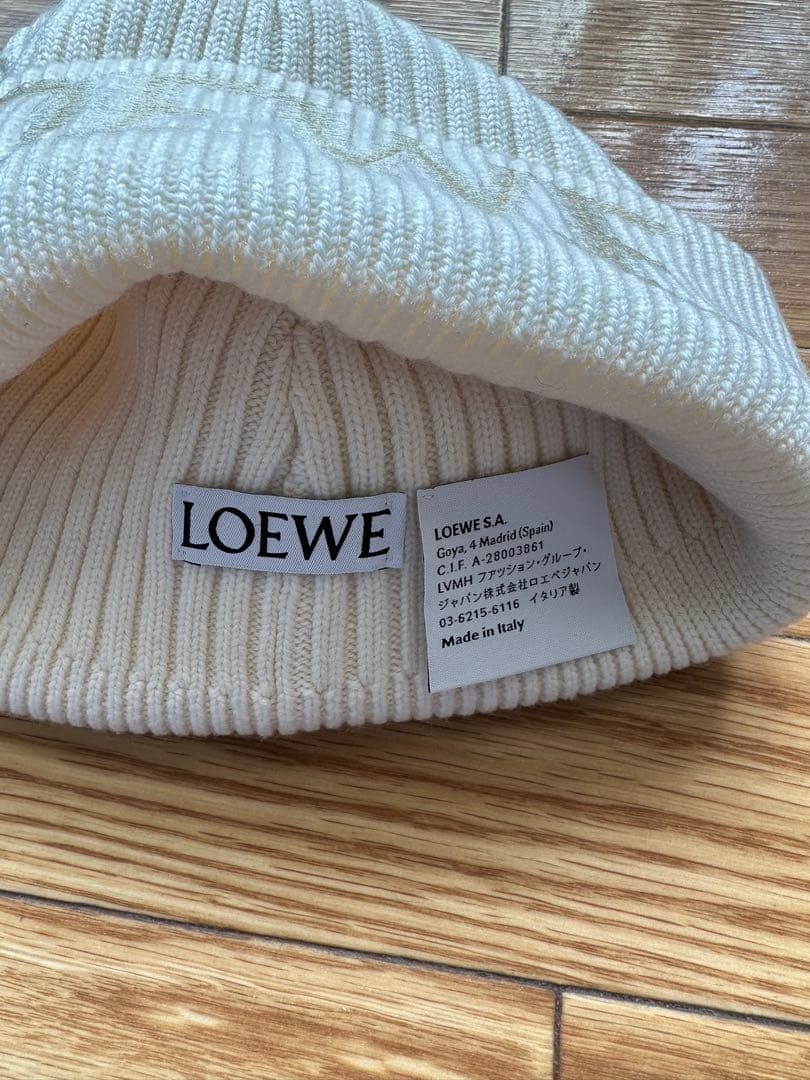 LOEWE
LOEWE S.A.
Goya, 4 Madrid (Spain)
C.I.F. A-28003861
LVMH ファッション・グループ・
ジャパン株式会社ロエベジャパン
03-6215-6116 イタリア製
Made in Italy